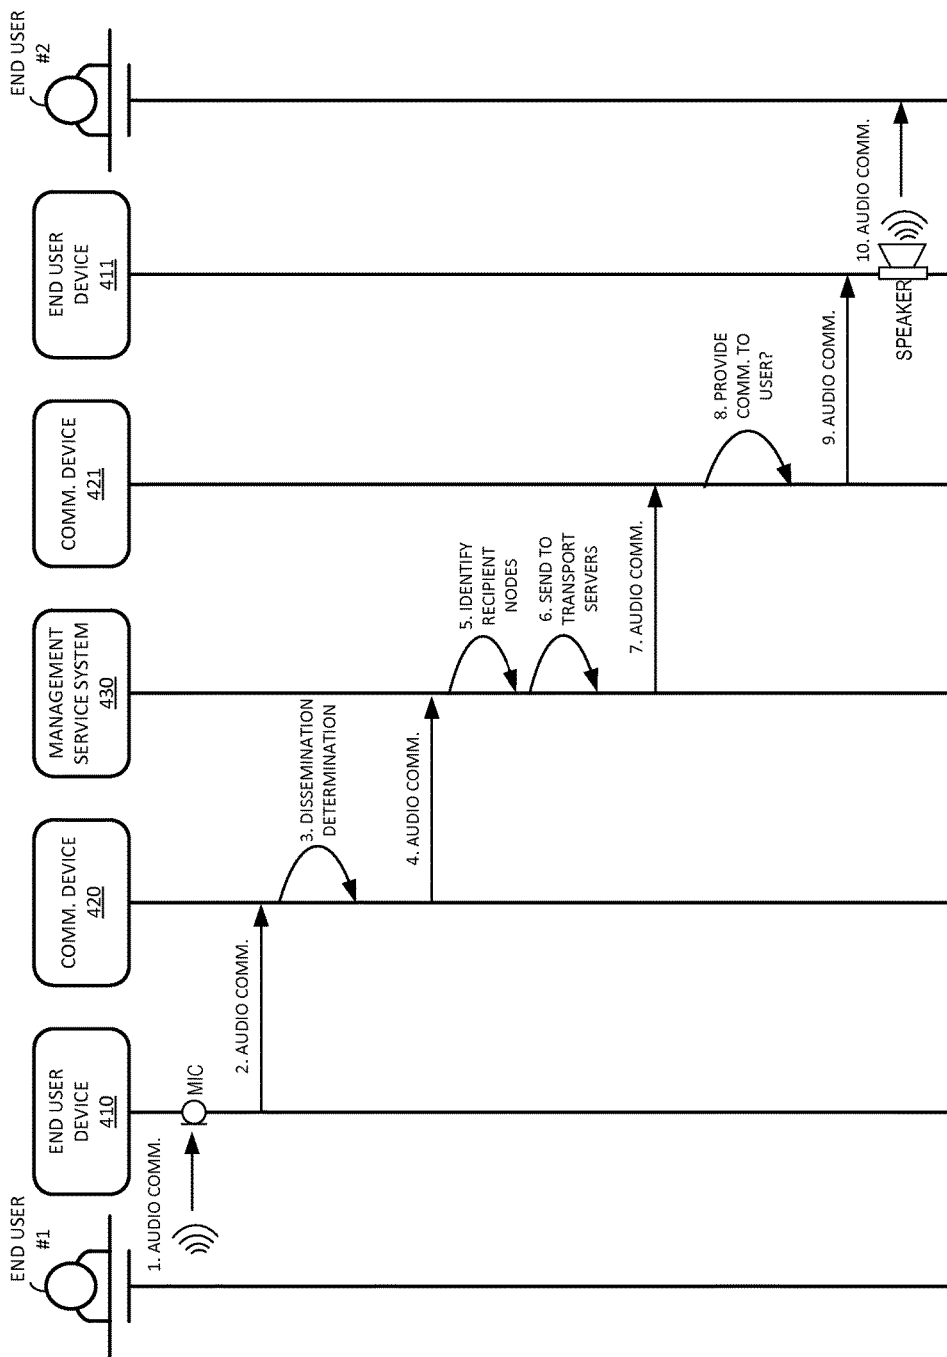 END USER
#1
END USER
DEVICE
410
COMM. DEVICE
420
MANAGEMENT
SERVICE SYSTEM
430
COMM. DEVICE
421
END USER
DEVICE
411
END USER
#2
1. AUDIO COMM.
MIC
2. AUDIO COMM.
3. DISSEMINATION
DETERMINATION
4. AUDIO COMM.
5. IDENTIFY
RECIPIENT
NODES
6. SEND TO
TRANSPORT
SERVERS
7. AUDIO COMM.
8. PROVIDE
COMM. TO
USER?
9. AUDIO COMM.
10. AUDIO COMM.
SPEAKER